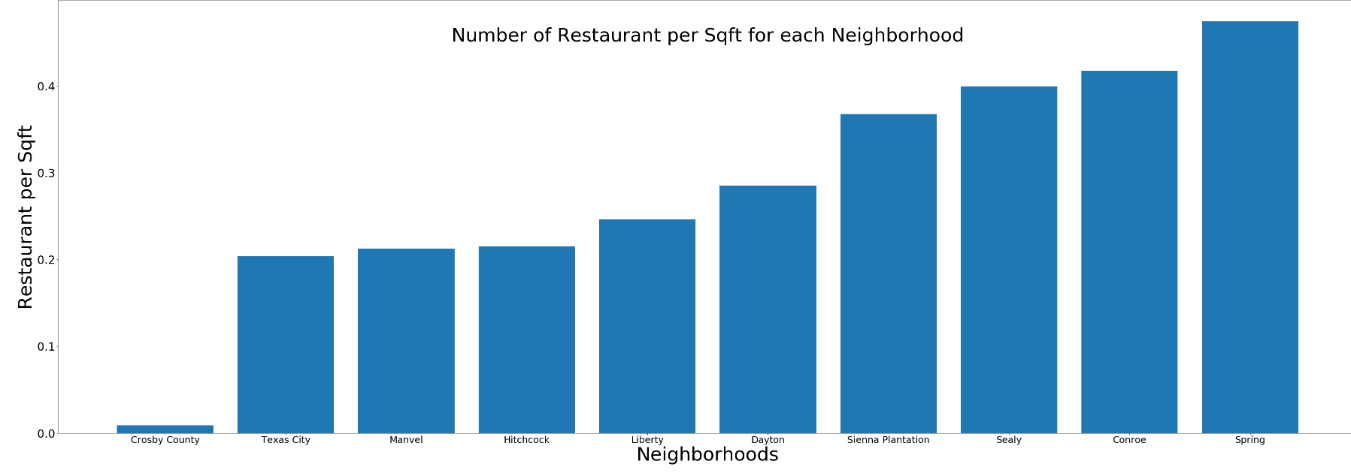 Number of Restaurant per Sqft for each Neighborhood
Restaurant per Sqft
0.4
0.3
0.2
0.1
0.0
Crosby County Texas City Manvel Hitchcock Liberty Dayton Sienna Plantation Sealy Conroe Spring
Neighborhoods